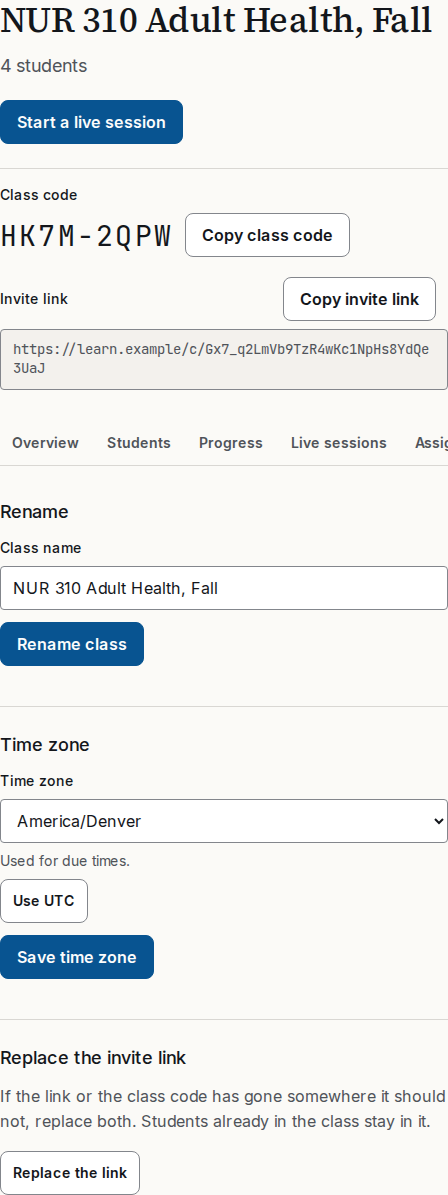 NUR 310 Adult Health, Fall
4 students
Start a live session
Class code
HK7M-2QPW
Copy class code
Invite link
Copy invite link
https://learn.example/c/Gx7_q2LmVb9TzR4wKc1NpHs8YdQe
3UaJ
Overview Students Progress Live sessions
Rename
Class name
NUR 310 Adult Health, Fall
Rename class
Time zone
Time zone
America/Denver
Used for due times.
Use UTC
Save time zone
Replace the invite link
If the link or the class code has gone somewhere it should
not, replace both. Students already in the class stay in it.
Replace the link